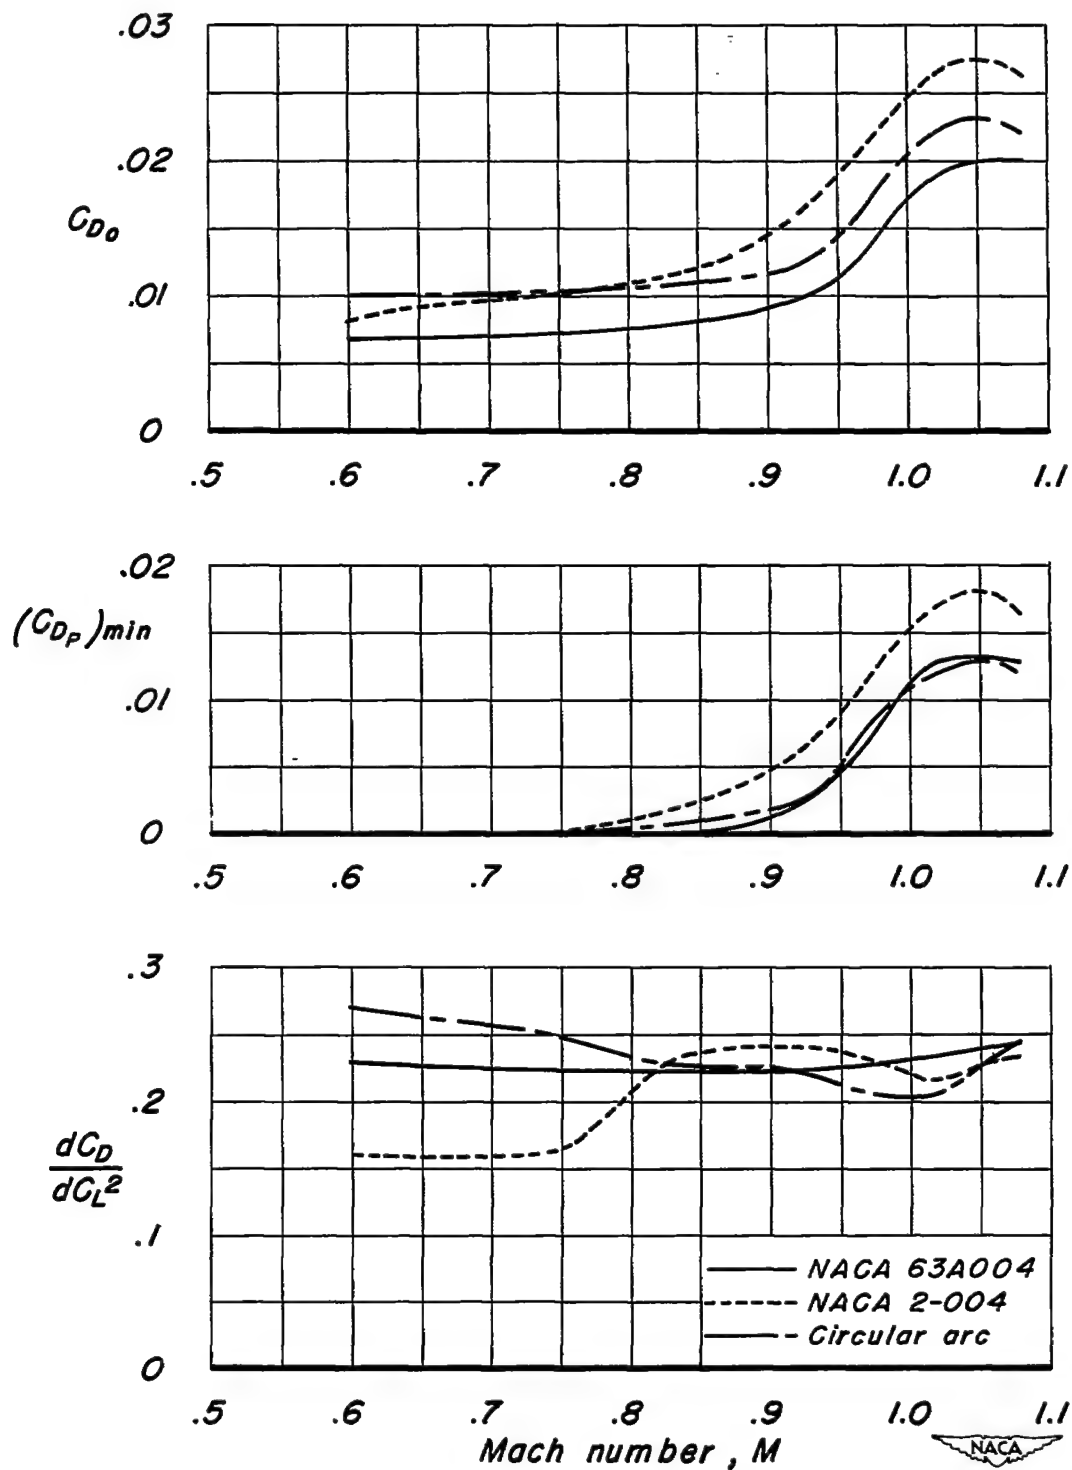 .03
.02
C_{D_0}
.01
0
.5 .6 .7 .8 .9 1.0 1.1
.02
(C_{D_P})min
.01
0
.5 .6 .7 .8 .9 1.0 1.1
.3
.2
dC_D
dC_L^2
.1
NACA 63A004
NACA 2-004
Circular arc
0
.5 .6 .7 .8 .9 1.0 1.1
Mach number , M
NACA